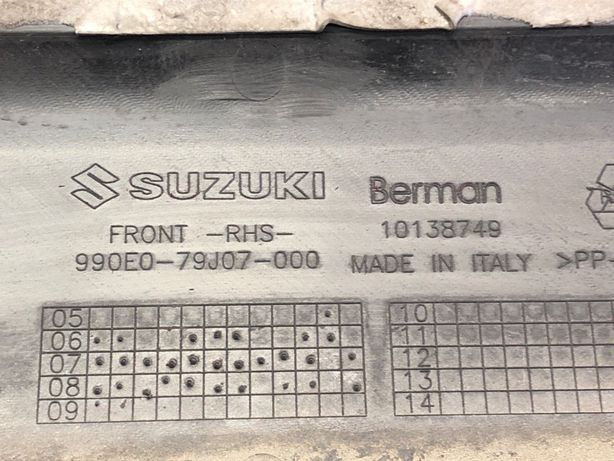 SUZUKI Berman
FRONT -RHS- 10138749
990E0-79J07-000 MADE IN ITALY >PP-
05 10
06 11
07 12
08 13
09 14